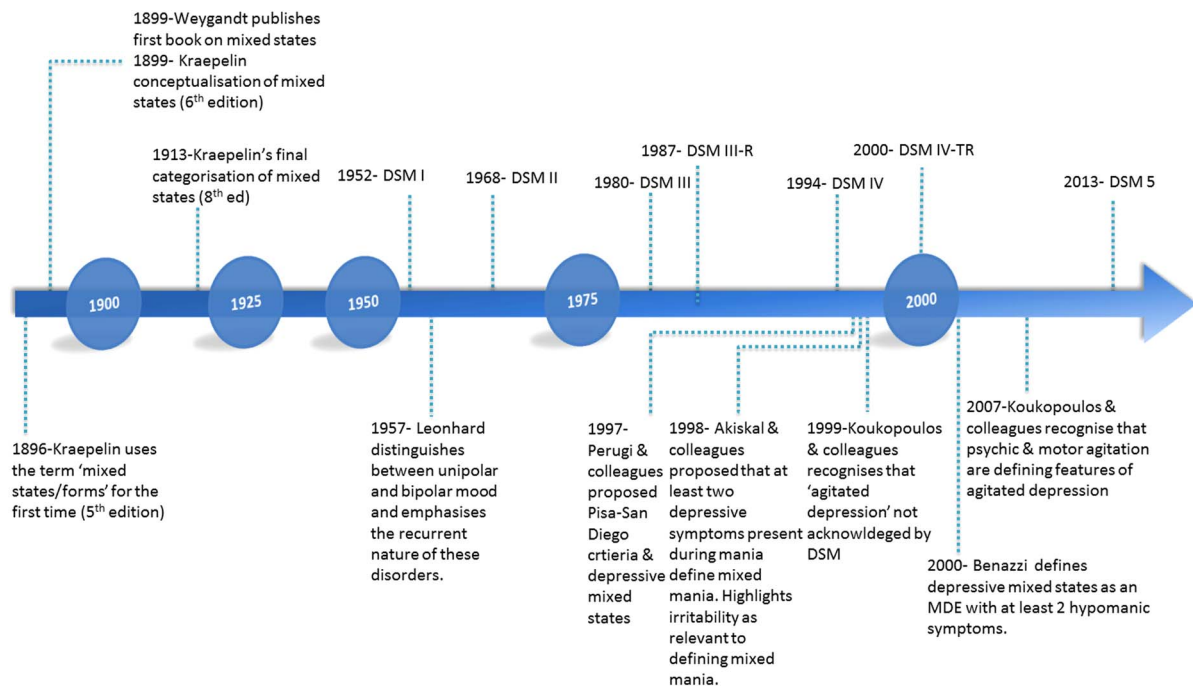 1899-Weygandt publishes
first book on mixed states
1899- Kraepelin
conceptualisation of mixed
states (6th edition)
1913-Kraepelin's final
categorisation of mixed
states (8th ed)
1952- DSM I
1968- DSM II
1980- DSM III
1987- DSM III-R
1994- DSM IV
2000- DSM IV-TR
2013- DSM 5
1900
1925
1950
1975
2000
1896-Kraepelin uses
the term 'mixed
states/forms' for the
first time (5th edition)
1957- Leonhard
distinguishes
between unipolar
and bipolar mood
and emphasises
the recurrent
nature of these
disorders.
1997-
Perugi &
colleagues
proposed
Pisa-San
Diego
crtieria &
depressive
mixed
states
1998- Akiskal &
colleagues
proposed that at
least two
depressive
symptoms present
during mania
define mixed
mania. Highlights
irritability as
relevant to
defining mixed
mania.
1999-Koukopoulos
& colleagues
recognises that
'agitated
depression' not
acknowldeged by
DSM
2000- Benazzi defines
depressive mixed states as an
MDE with at least 2 hypomanic
symptoms.
2007-Koukopoulos &
colleagues recognise that
psychic & motor agitation
are defining features of
agitated depression